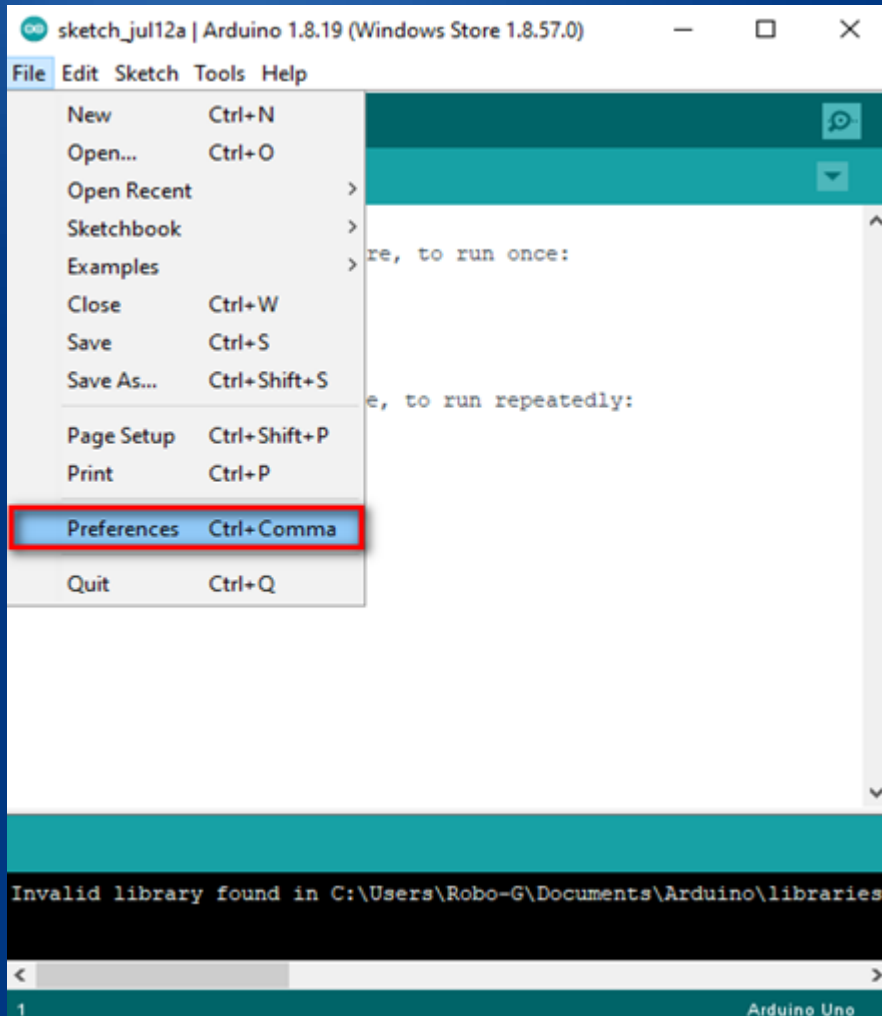 sketch_jul12a | Arduino 1.8.19 (Windows Store 1.8.57.0)
File Edit Sketch Tools Help
New Ctrl+N
Open... Ctrl+O
Open Recent
Sketchbook
re, to run once:
Examples
Close Ctrl+W
Save Ctrl+S
Save As... Ctrl+Shift+S
e, to run repeatedly:
Page Setup Ctrl+Shift+P
Print Ctrl+P
Preferences Ctrl+Comma
Quit Ctrl+Q
Invalid library found in C:\Users\Robo-G\Documents\Arduino\libraries
1 Arduino Uno